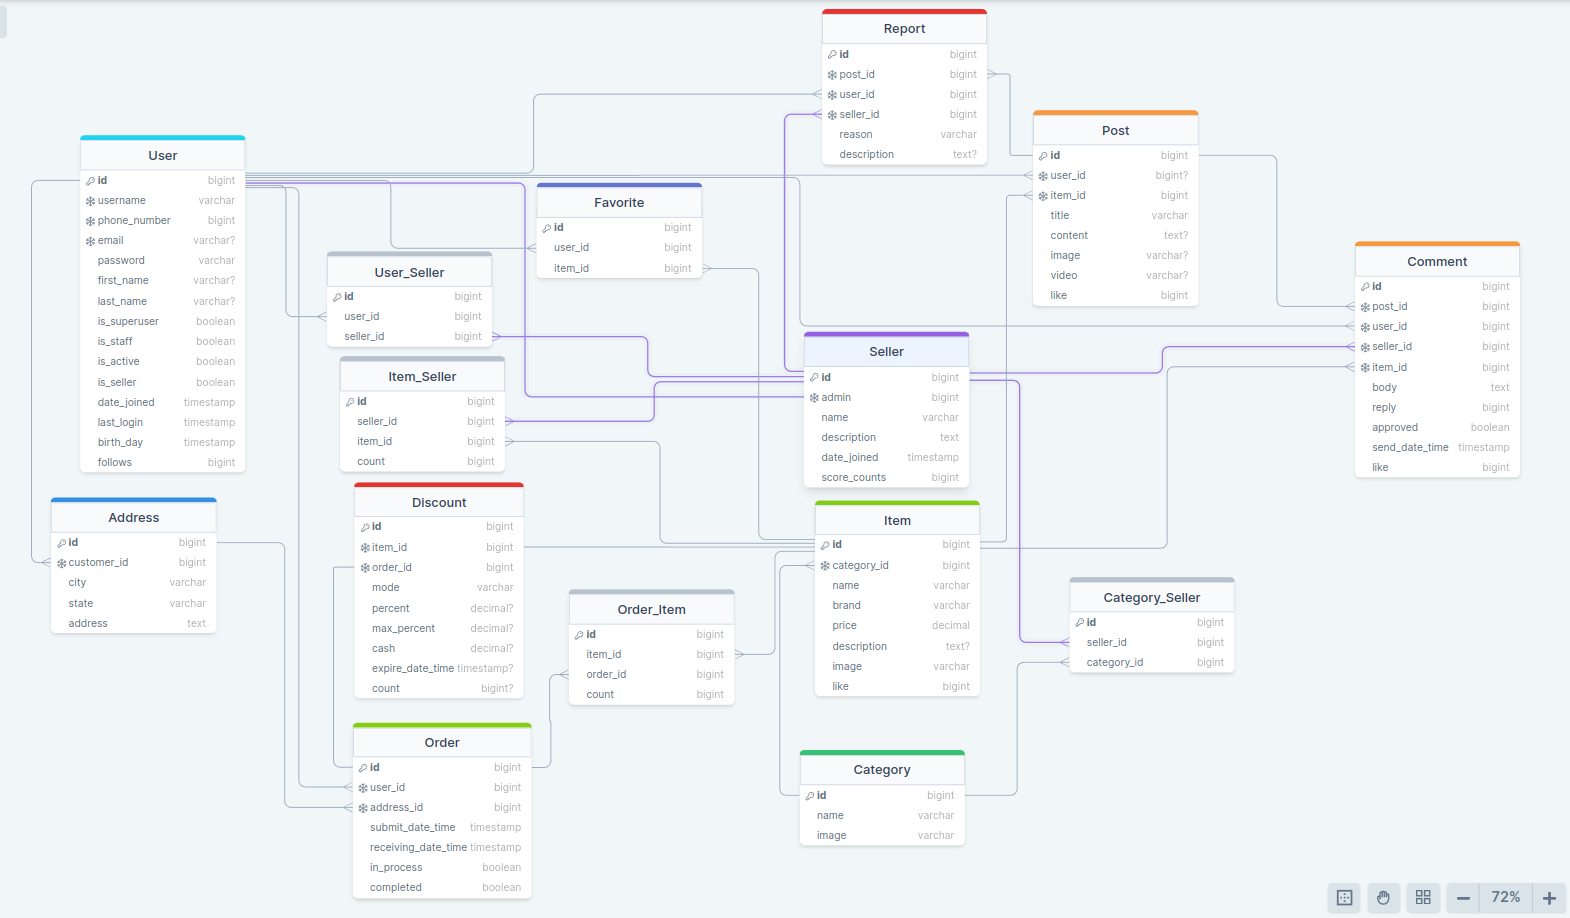 Report
id bigint
post_id bigint
user_id bigint
seller_id bigint
reason varchar
description text?
Post
id bigint
user_id bigint?
item_id bigint
title varchar
content text?
image varchar?
video varchar?
like bigint
User
id bigint
username varchar
phone_number bigint
email varchar?
password varchar
first_name varchar?
last_name varchar?
is_superuser boolean
is_staff boolean
is_active boolean
is_seller boolean
date_joined timestamp
last_login timestamp
birth_day timestamp
follows bigint
Favorite
id bigint
user_id bigint
item_id bigint
User_Seller
id bigint
user_id bigint
seller_id bigint
Comment
id bigint
post_id bigint
user_id bigint
seller_id bigint
item_id bigint
body text
reply bigint
approved boolean
send_date_time timestamp
like bigint
Seller
id bigint
admin bigint
name varchar
description text
date_joined timestamp
score_counts bigint
Item_Seller
id bigint
seller_id bigint
item_id bigint
count bigint
Discount
id bigint
item_id bigint
order_id bigint
mode varchar
percent decimal?
max_percent decimal?
cash decimal?
expire_date_time timestamp?
count bigint?
Address
id bigint
customer_id bigint
city varchar
state varchar
address text
Item
id bigint
category_id bigint
name varchar
brand varchar
price decimal
description text?
image varchar
like bigint
Order_Item
id bigint
item_id bigint
order_id bigint
count bigint
Category_Seller
id bigint
seller_id bigint
category_id bigint
Order
id bigint
user_id bigint
address_id bigint
submit_date_time timestamp
receiving_date_time timestamp
in_process boolean
completed boolean
Category
id bigint
name varchar
image varchar
72%